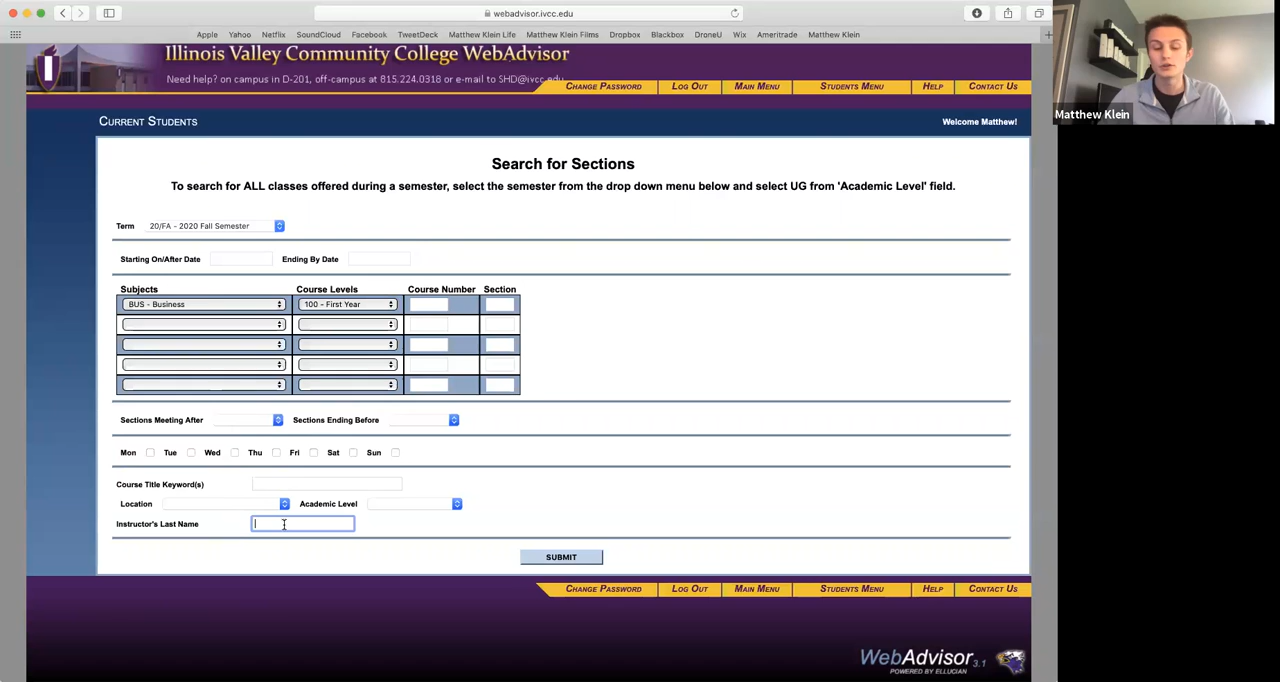 webadvisor.ivcc.edu
Apple Yahoo Netflix SoundCloud Facebook TweetDeck Matthew Klein Life Matthew Klein Films Dropbox Blackbox DroneU Wix Ameritrade Matthew Klein
Illinois Valley Community College WebAdvisor
Need help? on campus in D-201, off-campus at 815.224.0318 or e-mail to SHD@ivcc.edu
CHANGE PASSWORD LOG OUT MAIN MENU STUDENTS MENU HELP CONTACT US
Matthew Klein
CURRENT STUDENTS Welcome Matthew!
Search for Sections
To search for ALL classes offered during a semester, select the semester from the drop down menu below and select UG from 'Academic Level' field.
Term 20/FA - 2020 Fall Semester
Starting On/After Date Ending By Date
Subjects Course Levels Course Number Section
BUS - Business 100 - First Year
Sections Meeting After Sections Ending Before
Mon Tue Wed Thu Fri Sat Sun
Course Title Keyword(s)
Location Academic Level
Instructor's Last Name
SUBMIT
CHANGE PASSWORD LOG OUT MAIN MENU STUDENTS MENU HELP CONTACT US
WebAdvisor 3.1
POWERED BY ELLUCIAN